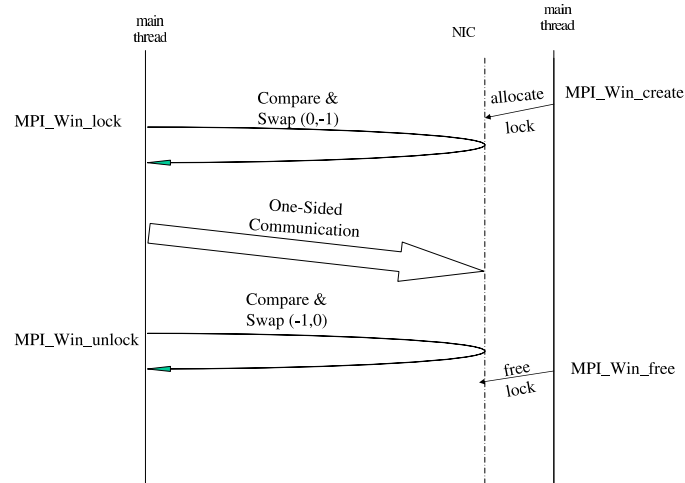 main
thread
NIC
main
thread
Compare &
Swap (0,-1)
MPI_Win_lock
allocate
lock
MPI_Win_create
One-Sided
Communication
Compare &
Swap (-1,0)
MPI_Win_unlock
free
lock
MPI_Win_free